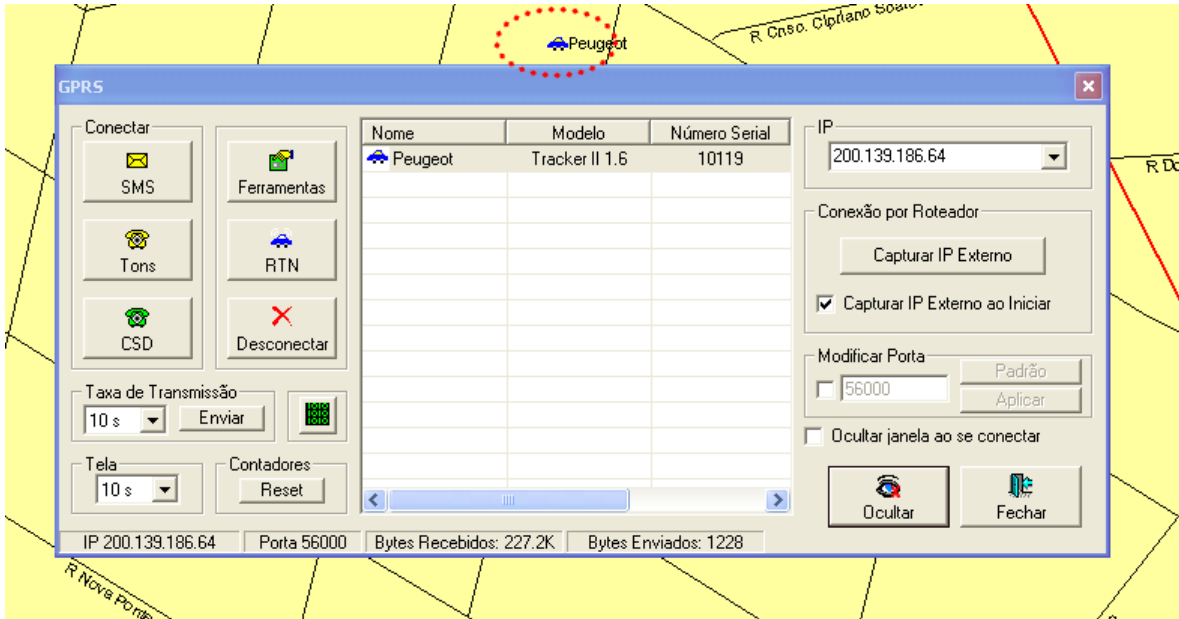 R Cnso. Cipriano
Peugeot
GPRS
Conectar
SMS
Ferramentas
Tons
RTN
CSD
Desconectar
Taxa de Transmissão
10 s
Enviar
Tela
10 s
Contadores
Reset
Nome Modelo Número Serial
Peugeot Tracker II 1.6 10119
IP
200.139.186.64
Conexão por Roteador
Capturar IP Externo
Capturar IP Externo ao Iniciar
Modificar Porta
56000
Padrão
Aplicar
Ocultar janela ao se conectar
Ocultar
Fechar
IP 200.139.186.64 Porta 56000 Bytes Recebidos: 227.2K Bytes Enviados: 1228
R Do
R Nova Ponte